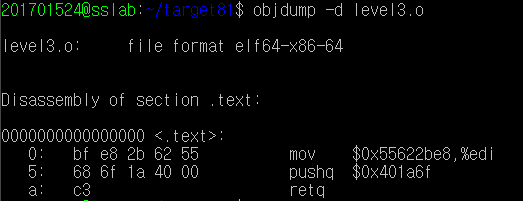 201701524@sslab:~/target81$ objdump -d level3.o
level3.o:     file format elf64-x86-64
Disassembly of section .text:
0000000000000000 <.text>:
   0:   bf e8 2b 62 55          mov    $0x55622be8,%edi
   5:   68 6f 1a 40 00          pushq  $0x401a6f
   a:   c3                      retq